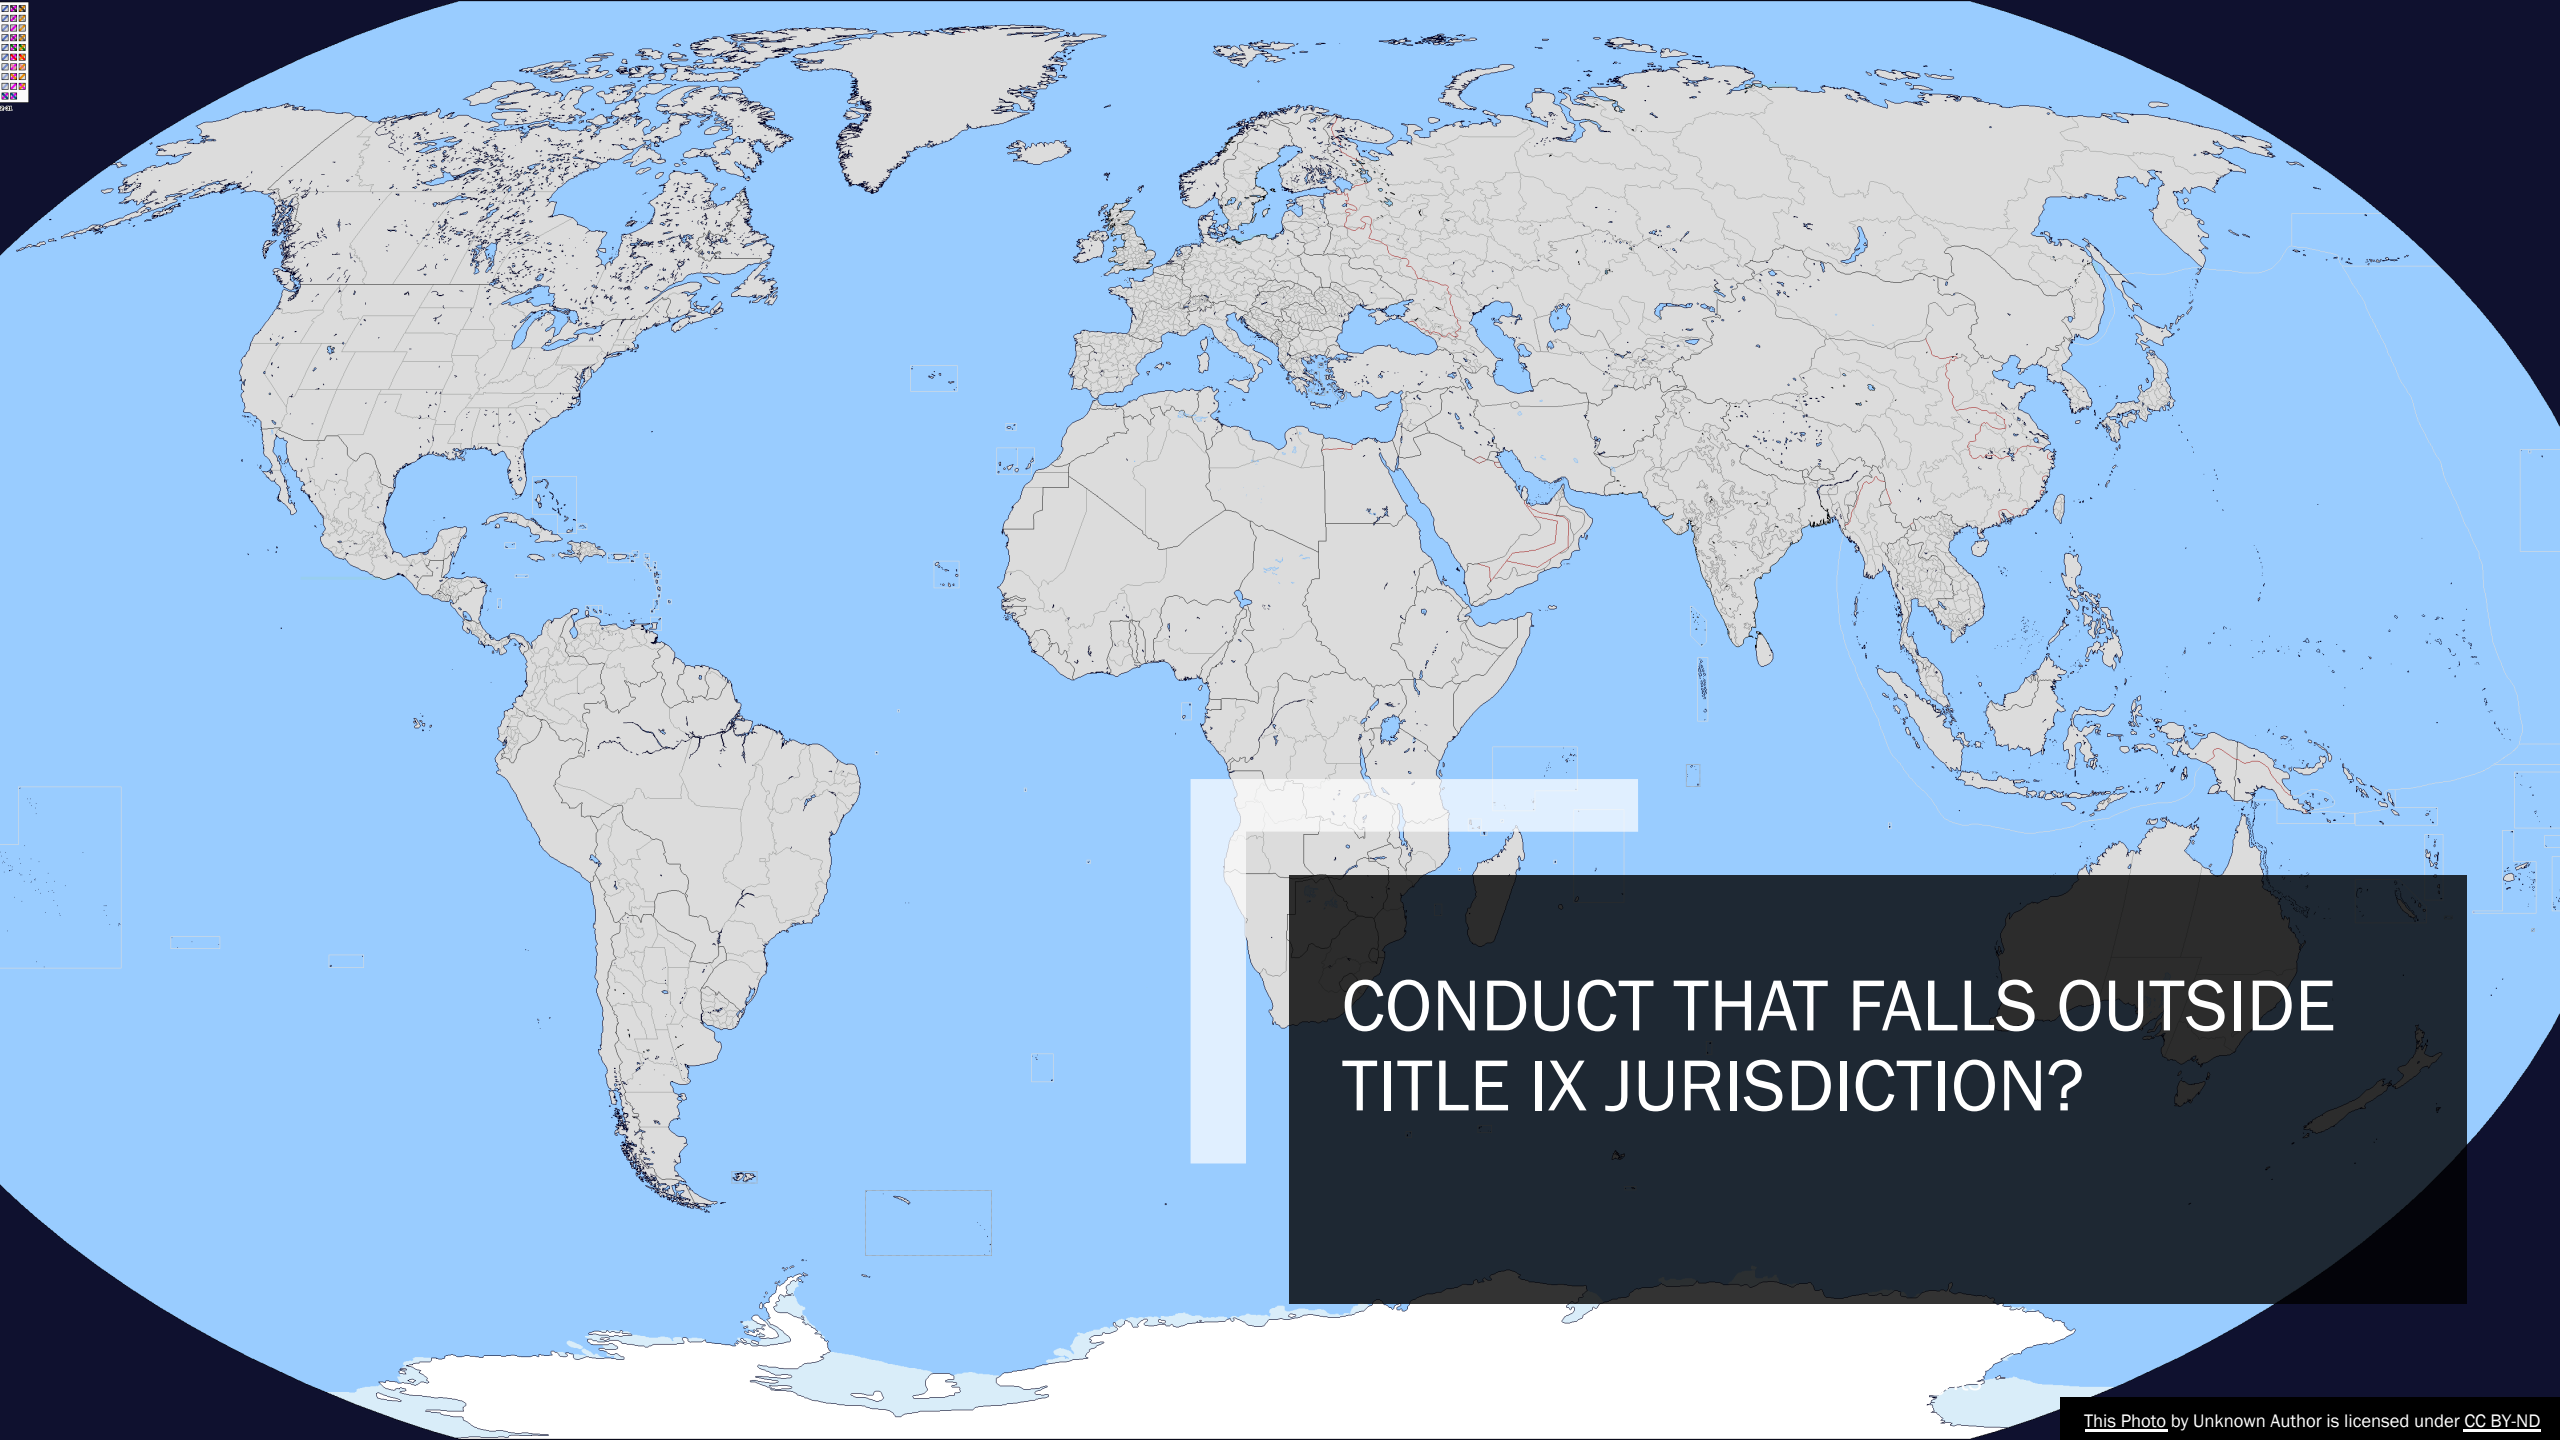 CONDUCT THAT FALLS OUTSIDE
TITLE IX JURISDICTION?
This Photo by Unknown Author is licensed under CC BY-ND